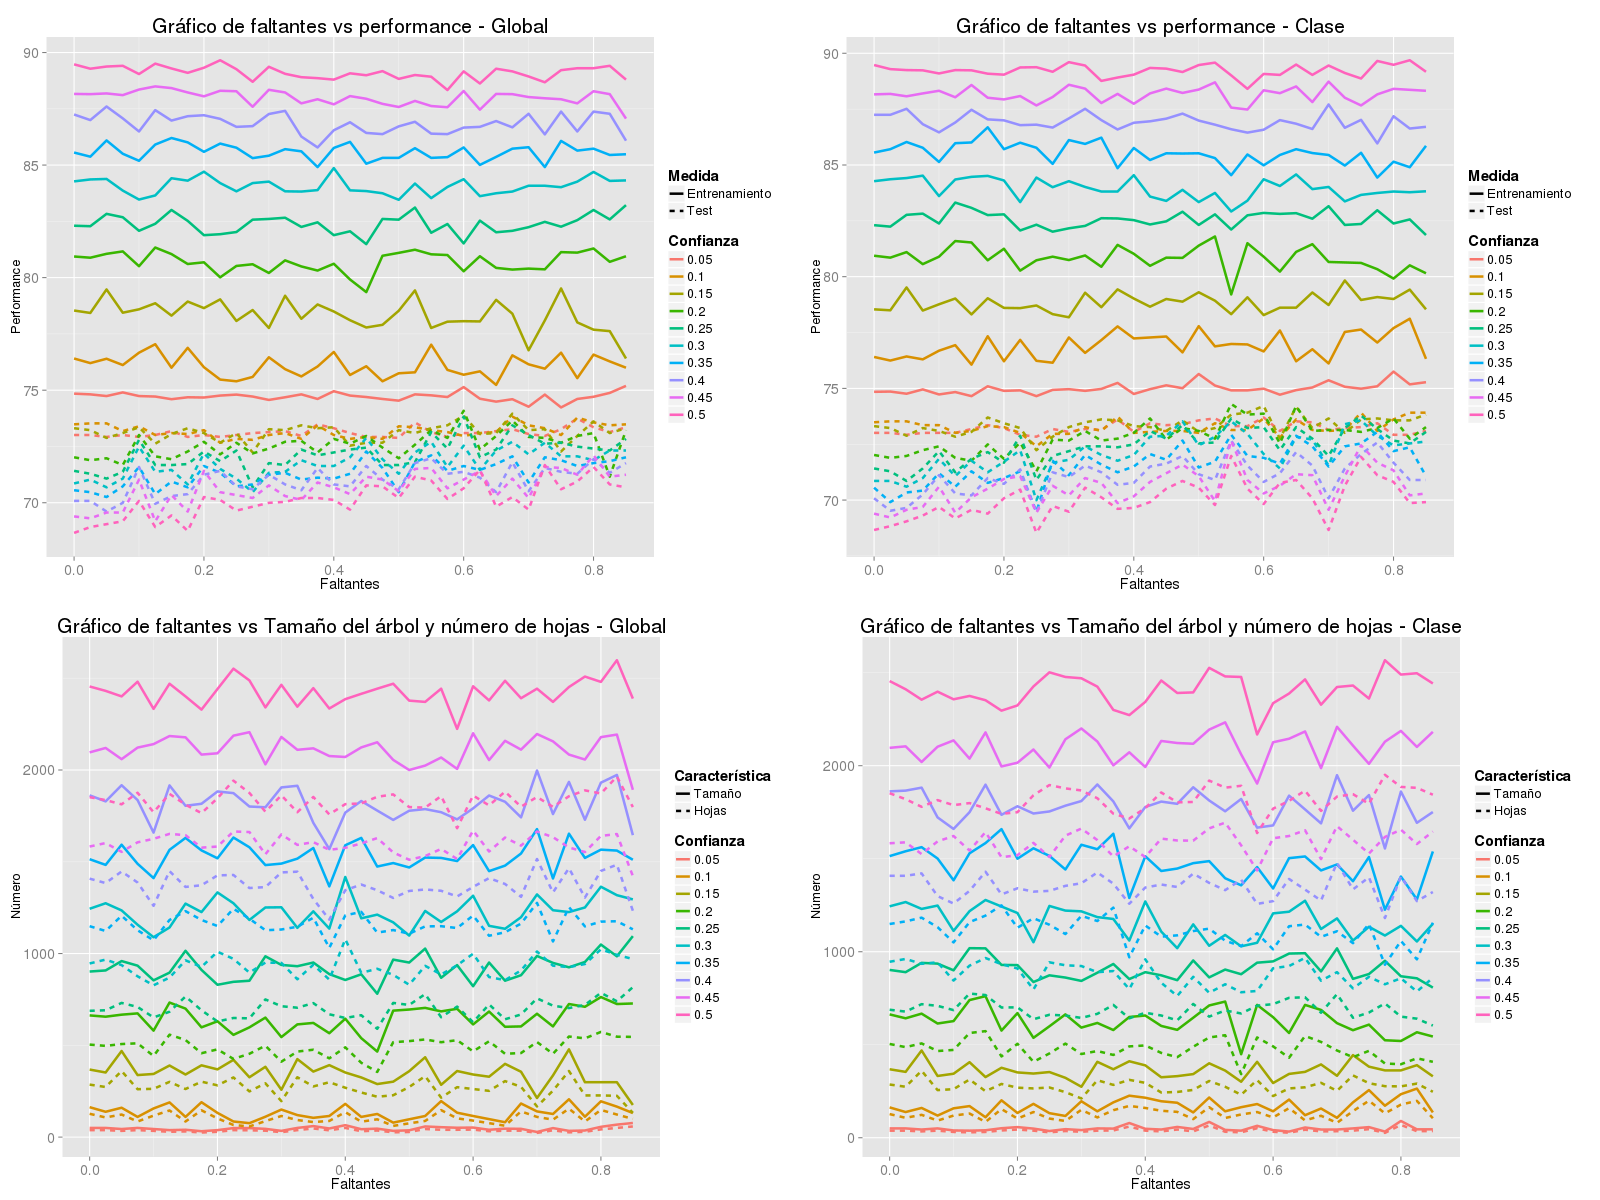 Gráfico de faltantes vs performance - Global
90
85
80
75
70
Performance
0.0 0.2 0.4 0.6 0.8
Faltantes
Medida
Entrenamiento
Test
Confianza
0.05
0.1
0.15
0.2
0.25
0.3
0.35
0.4
0.45
0.5
Gráfico de faltantes vs performance - Clase
90
85
80
75
70
Performance
0.0 0.2 0.4 0.6 0.8
Faltantes
Medida
Entrenamiento
Test
Confianza
0.05
0.1
0.15
0.2
0.25
0.3
0.35
0.4
0.45
0.5
Gráfico de faltantes vs Tamaño del árbol y número de hojas - Global
2000
1000
0
Número
0.0 0.2 0.4 0.6 0.8
Faltantes
Característica
Tamaño
Hojas
Confianza
0.05
0.1
0.15
0.2
0.25
0.3
0.35
0.4
0.45
0.5
Gráfico de faltantes vs Tamaño del árbol y número de hojas - Clase
2000
1000
0
Número
0.0 0.2 0.4 0.6 0.8
Faltantes
Característica
Tamaño
Hojas
Confianza
0.05
0.1
0.15
0.2
0.25
0.3
0.35
0.4
0.45
0.5